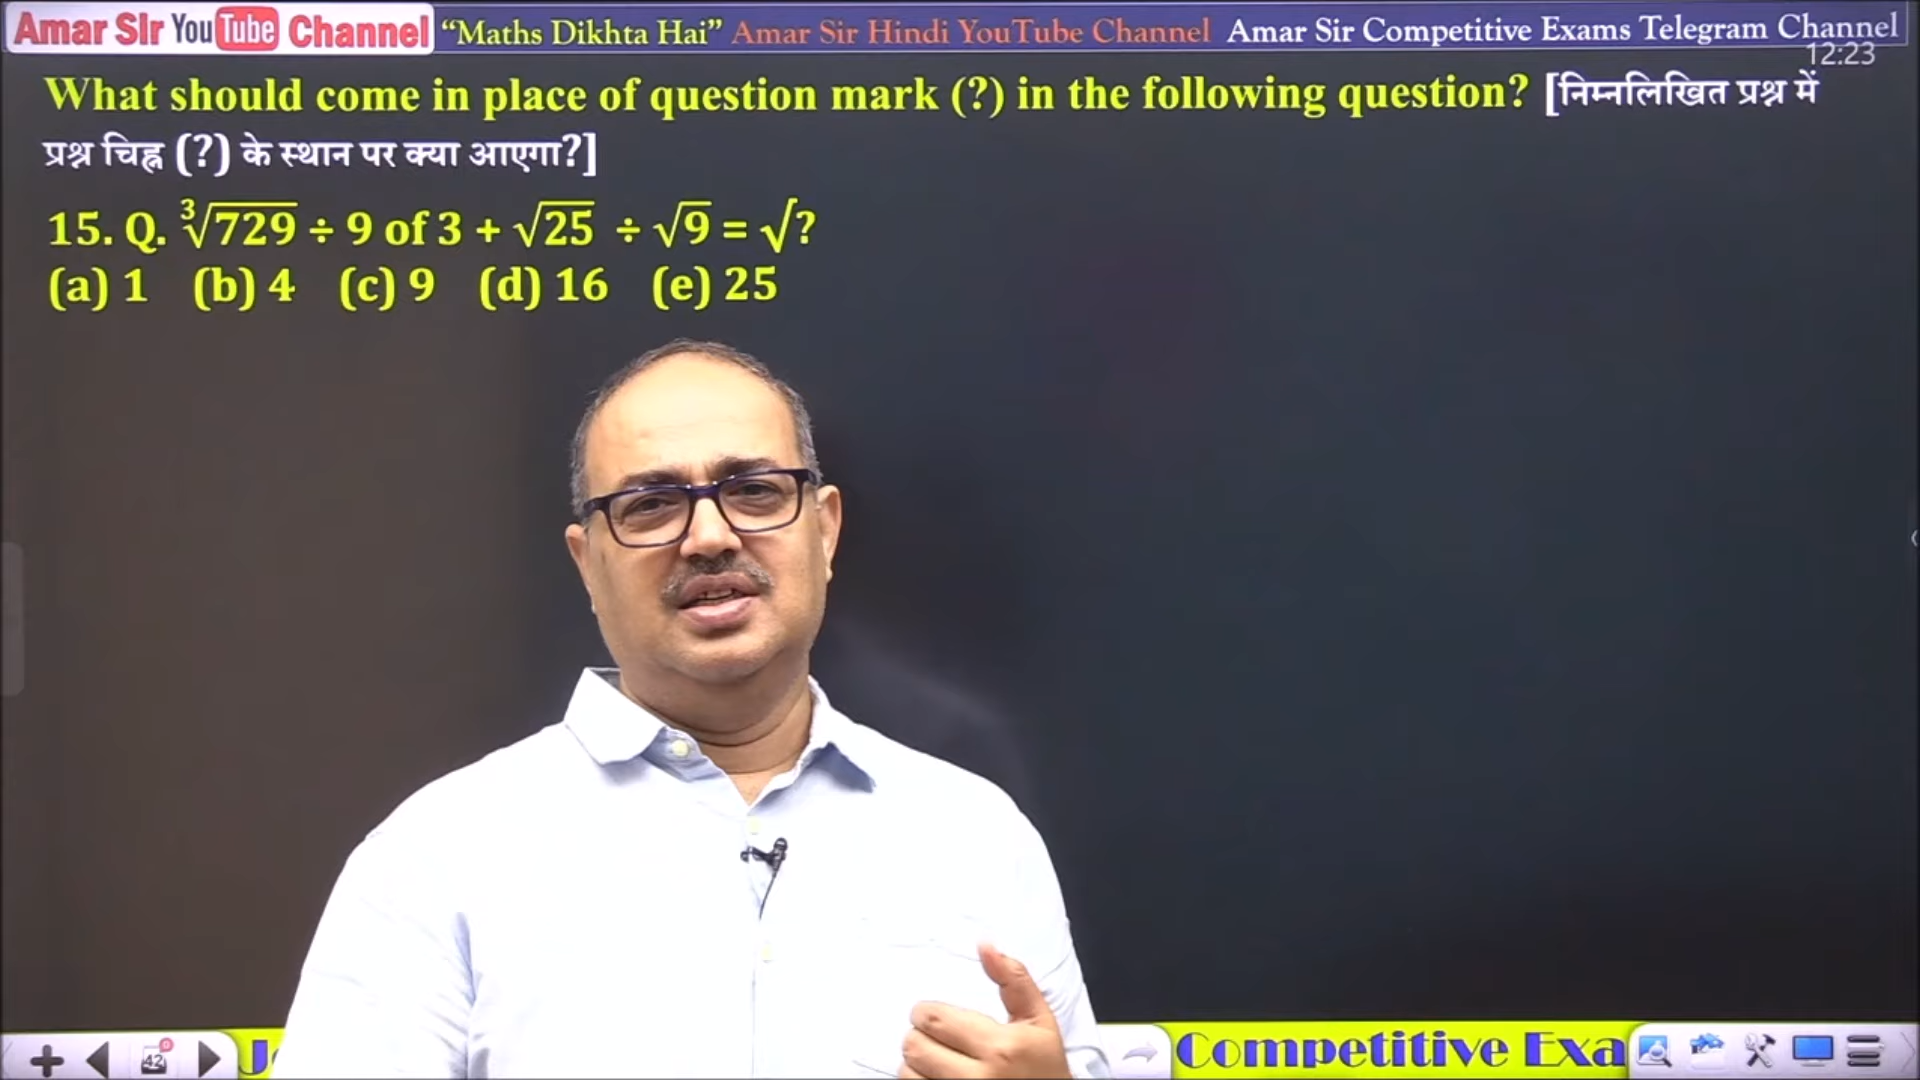 Amar Sir YouTube Channel "Maths Dikhta Hai" Amar Sir Hindi YouTube Channel Amar Sir Competitive Exams Telegram Channel
12:23
What should come in place of question mark (?) in the following question? [निम्नलिखित प्रश्न में
प्रश्न चिह्न (?) के स्थान पर क्या आएगा?]
15. Q. ∛729 ÷ 9 of 3 + √25 ÷ √9 = √?
(a) 1 (b) 4 (c) 9 (d) 16 (e) 25
42 Competitive Exa